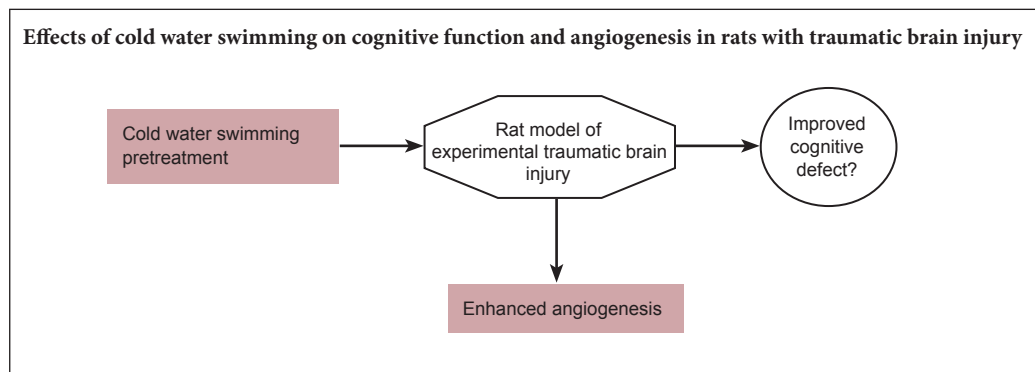 Effects of cold water swimming on cognitive function and angiogenesis in rats with traumatic brain injury
Cold water swimming
pretreatment
Rat model of
experimental traumatic brain
injury
Improved
cognitive
defect?
Enhanced angiogenesis